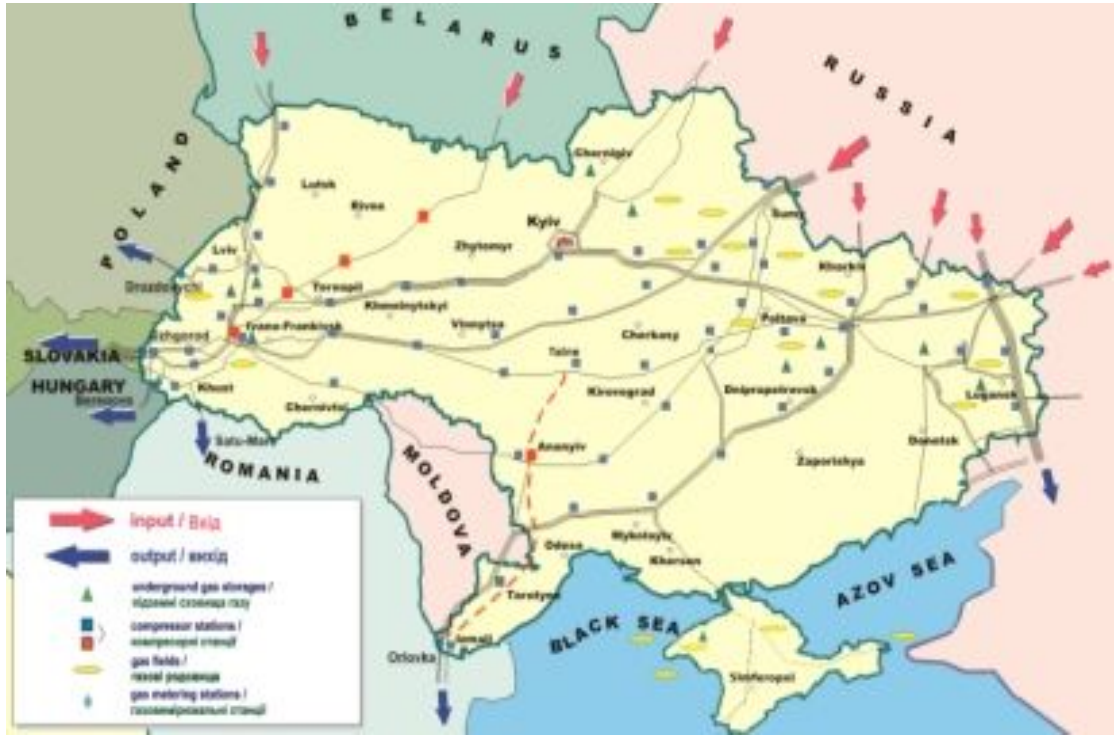 BELARUS
RUSSIA
POLAND
Chernigiv
Lutsk
Rivne
Kyiv
Sumy
Lviv
Zhytomyr
Kharkiv
Drozdovychi
Ternopil
Khmelnytskyi
Ivano-Frankivsk
Vinnytsa
Cherkasy
Poltava
Uzhgorod
SLOVAKIA
HUNGARY
Beregovo
Khust
Chernivtsi
Kirovograd
Dnipropetrovsk
Lugansk
Satu-Mare
ROMANIA
MOLDOVA
Ananyiv
Donetsk
Zaporizhya
Odesa
Mykolayiv
Kherson
Tarutyne
Izmail
Orlovka
BLACK SEA
AZOV SEA
Simferopol
input / Вхід
output / вихід
underground gas storages /
підземні сховища газу
compressor stations /
компресорні станції
gas fields /
газові родовища
gas metering stations /
газовимірювальні станції